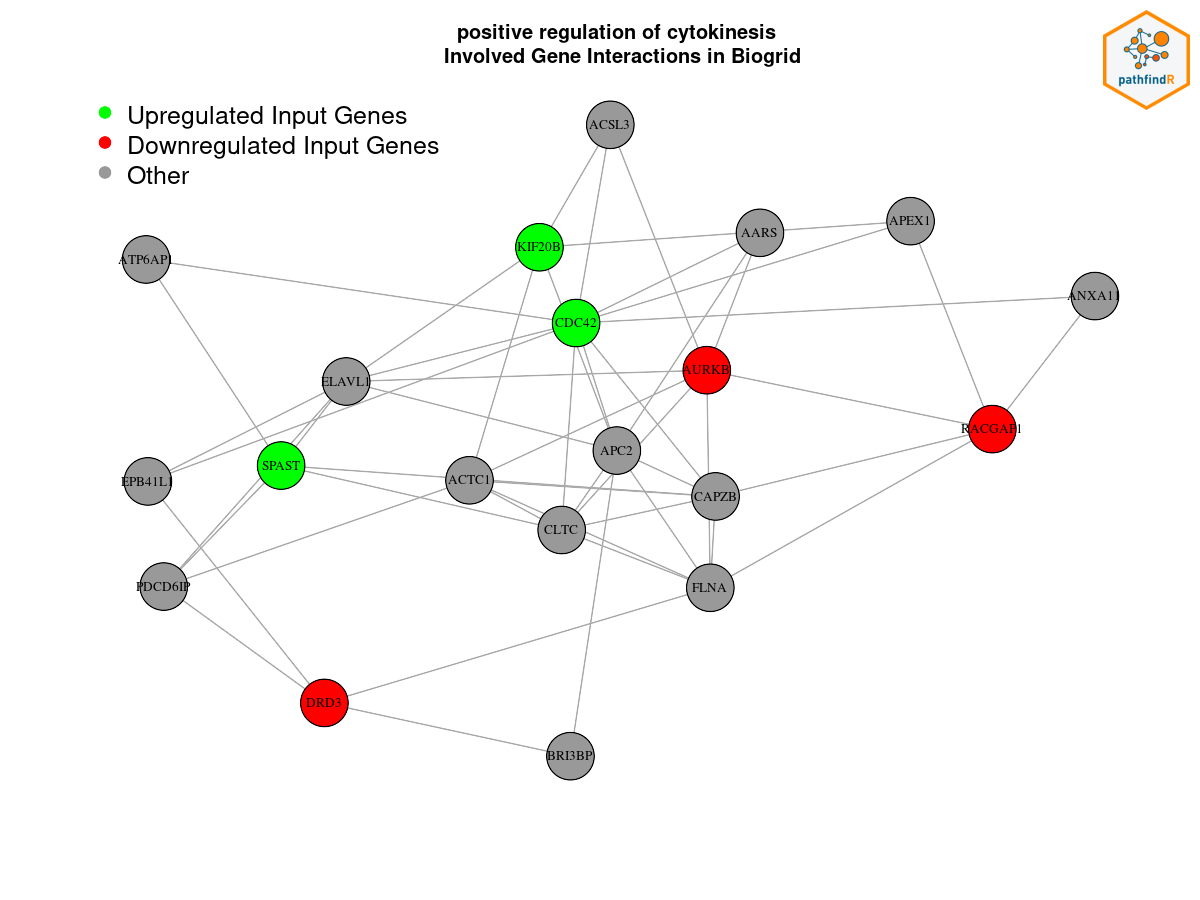 positive regulation of cytokinesis
Involved Gene Interactions in Biogrid
pathfindR
Upregulated Input Genes
Downregulated Input Genes
Other
ACSL3
APEX1
AARS
KIF20B
ATP6AP1
ANXA11
CDC42
AURKB
ELAVL1
RACGAP1
APC2
SPAST
ACTC1
EPB41L1
CAPZB
CLTC
PDCD6IP
FLNA
DRD3
BRI3BP